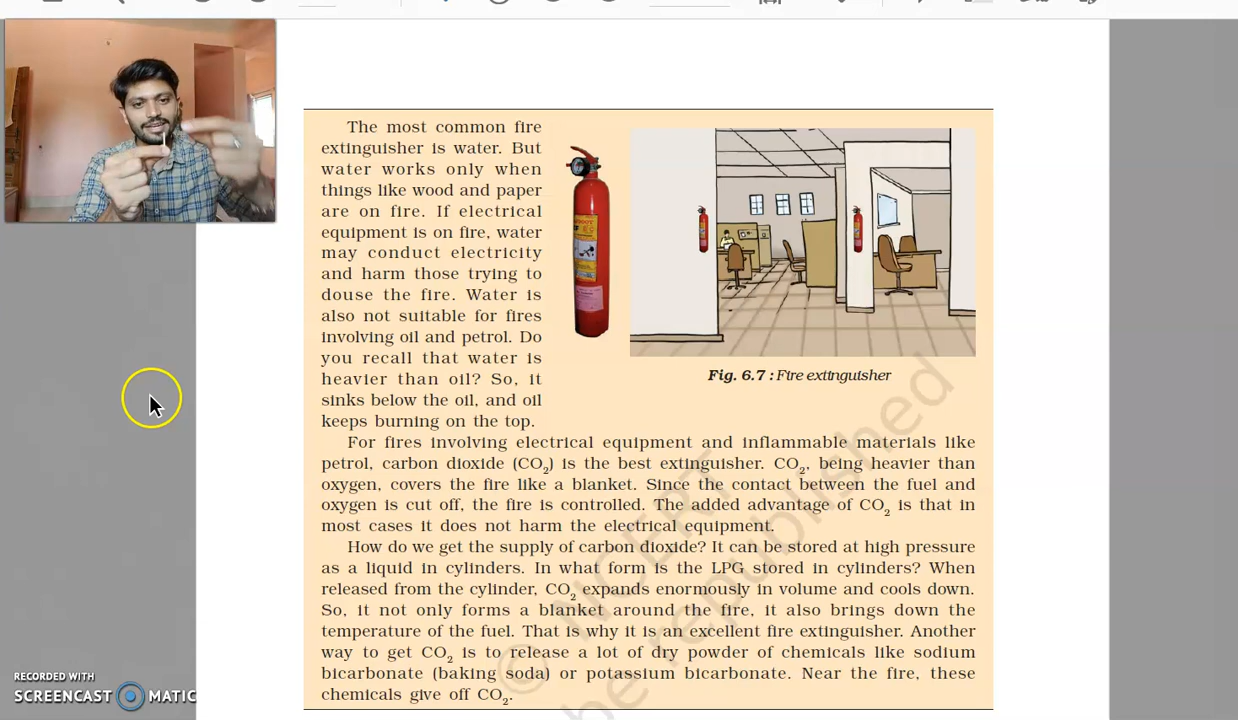 The most common fire
extinguisher is water. But
water works only when
things like wood and paper
are on fire. If electrical
equipment is on fire, water
may conduct electricity
and harm those trying to
douse the fire. Water is
also not suitable for fires
involving oil and petrol. Do
you recall that water is
heavier than oil? So, it
sinks below the oil, and oil
keeps burning on the top.
Fig. 6.7 : Fire extinguisher
For fires involving electrical equipment and inflammable materials like
petrol, carbon dioxide (CO₂) is the best extinguisher. CO₂, being heavier than
oxygen, covers the fire like a blanket. Since the contact between the fuel and
oxygen is cut off, the fire is controlled. The added advantage of CO₂ is that in
most cases it does not harm the electrical equipment.
How do we get the supply of carbon dioxide? It can be stored at high pressure
as a liquid in cylinders. In what form is the LPG stored in cylinders? When
released from the cylinder, CO₂ expands enormously in volume and cools down.
So, it not only forms a blanket around the fire, it also brings down the
temperature of the fuel. That is why it is an excellent fire extinguisher. Another
way to get CO₂ is to release a lot of dry powder of chemicals like sodium
bicarbonate (baking soda) or potassium bicarbonate. Near the fire, these
chemicals give off CO₂.
© NCERT
be republished
RECORDED WITH
SCREENCAST MATIC